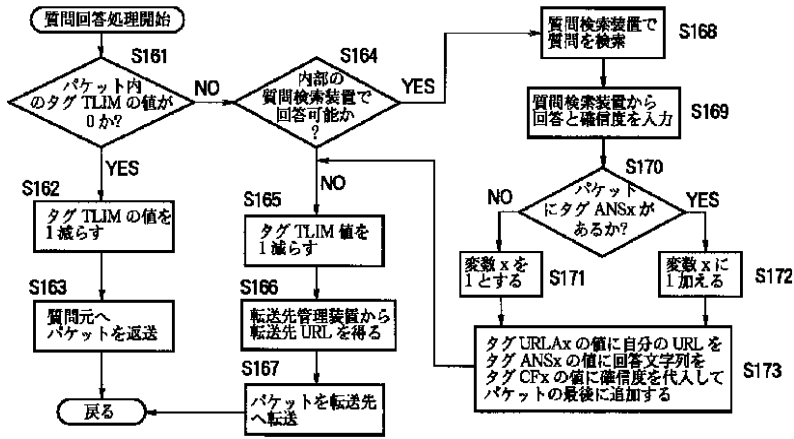 質問回答処理開始
S161
パケット内
のタグ TLIM の値が
0 か?
NO
YES
S162
タグ TLIM の値を
1 減らす
S163
質問元へ
パケットを返送
戻る
S164
内部の
質問検索装置で
回答可能か
?
YES
NO
S165
タグ TLIM 値を
1 減らす
S166
転送先管理装置から
転送先 URL を得る
S167
パケットを転送先
へ転送
質問検索装置で
質問を検索
S168
質問検索装置から
回答と確信度を入力
S169
S170
パケット
にタグ ANSx が
あるか?
NO
YES
変数 x を
1 とする
S171
変数 x に
1 加える
S172
タグ URLAx の値に自分の URL を
タグ ANSx の値に回答文字列を
タグ CFx の値に確信度を代入して
パケットの最後に追加する
S173